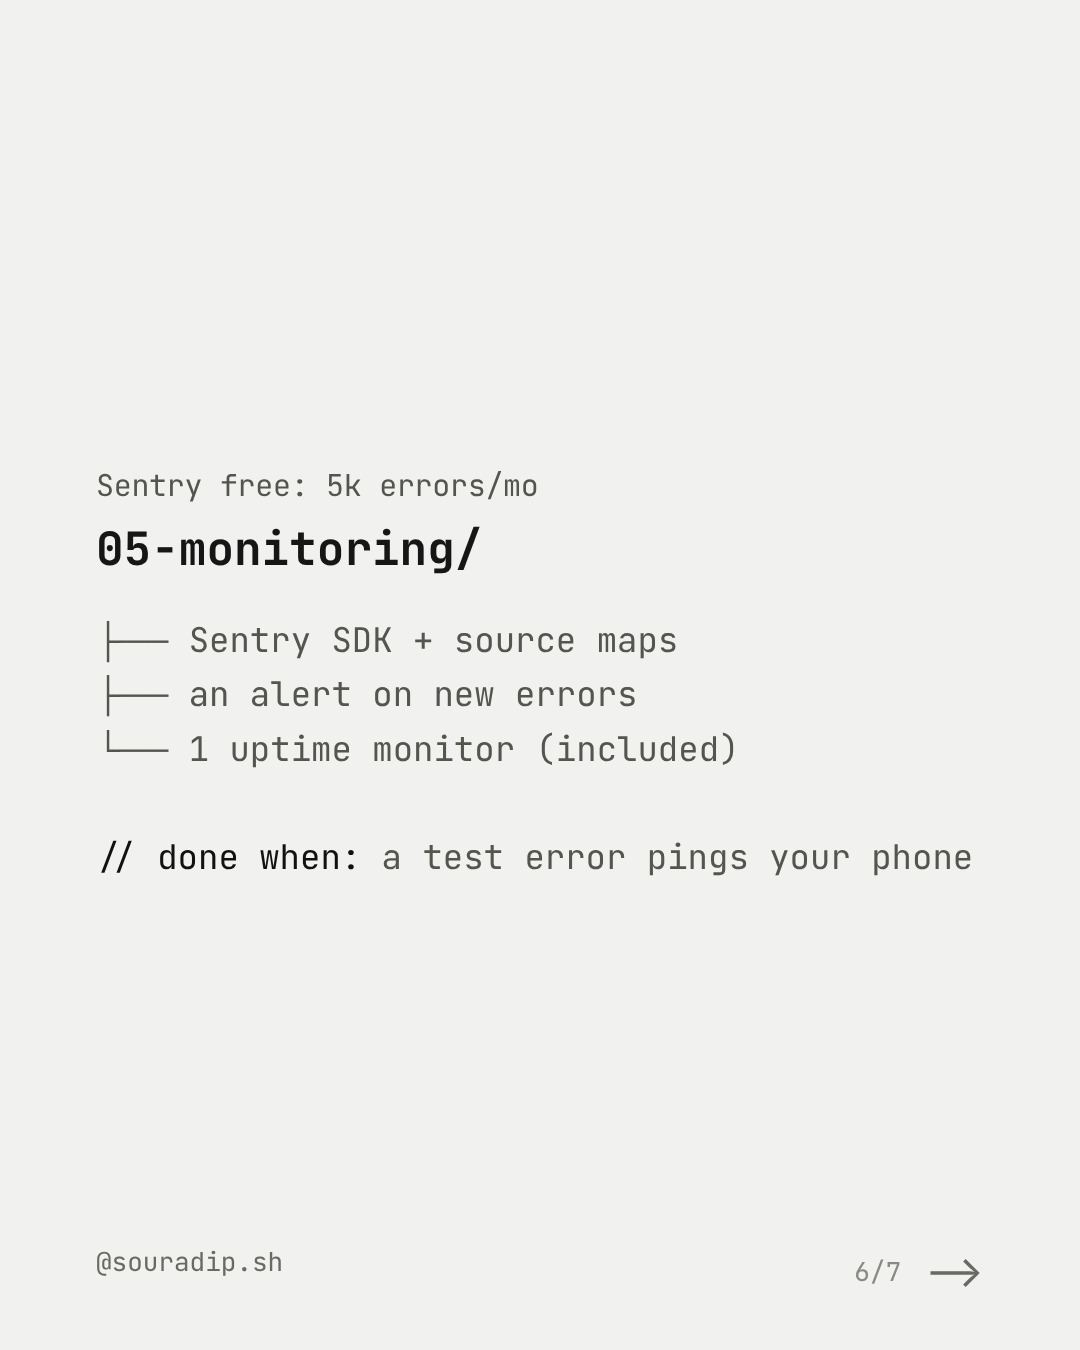 Sentry free: 5k errors/mo
05-monitoring/
├── Sentry SDK + source maps
├── an alert on new errors
└── 1 uptime monitor (included)
// done when: a test error pings your phone
@souradip.sh
6/7 →